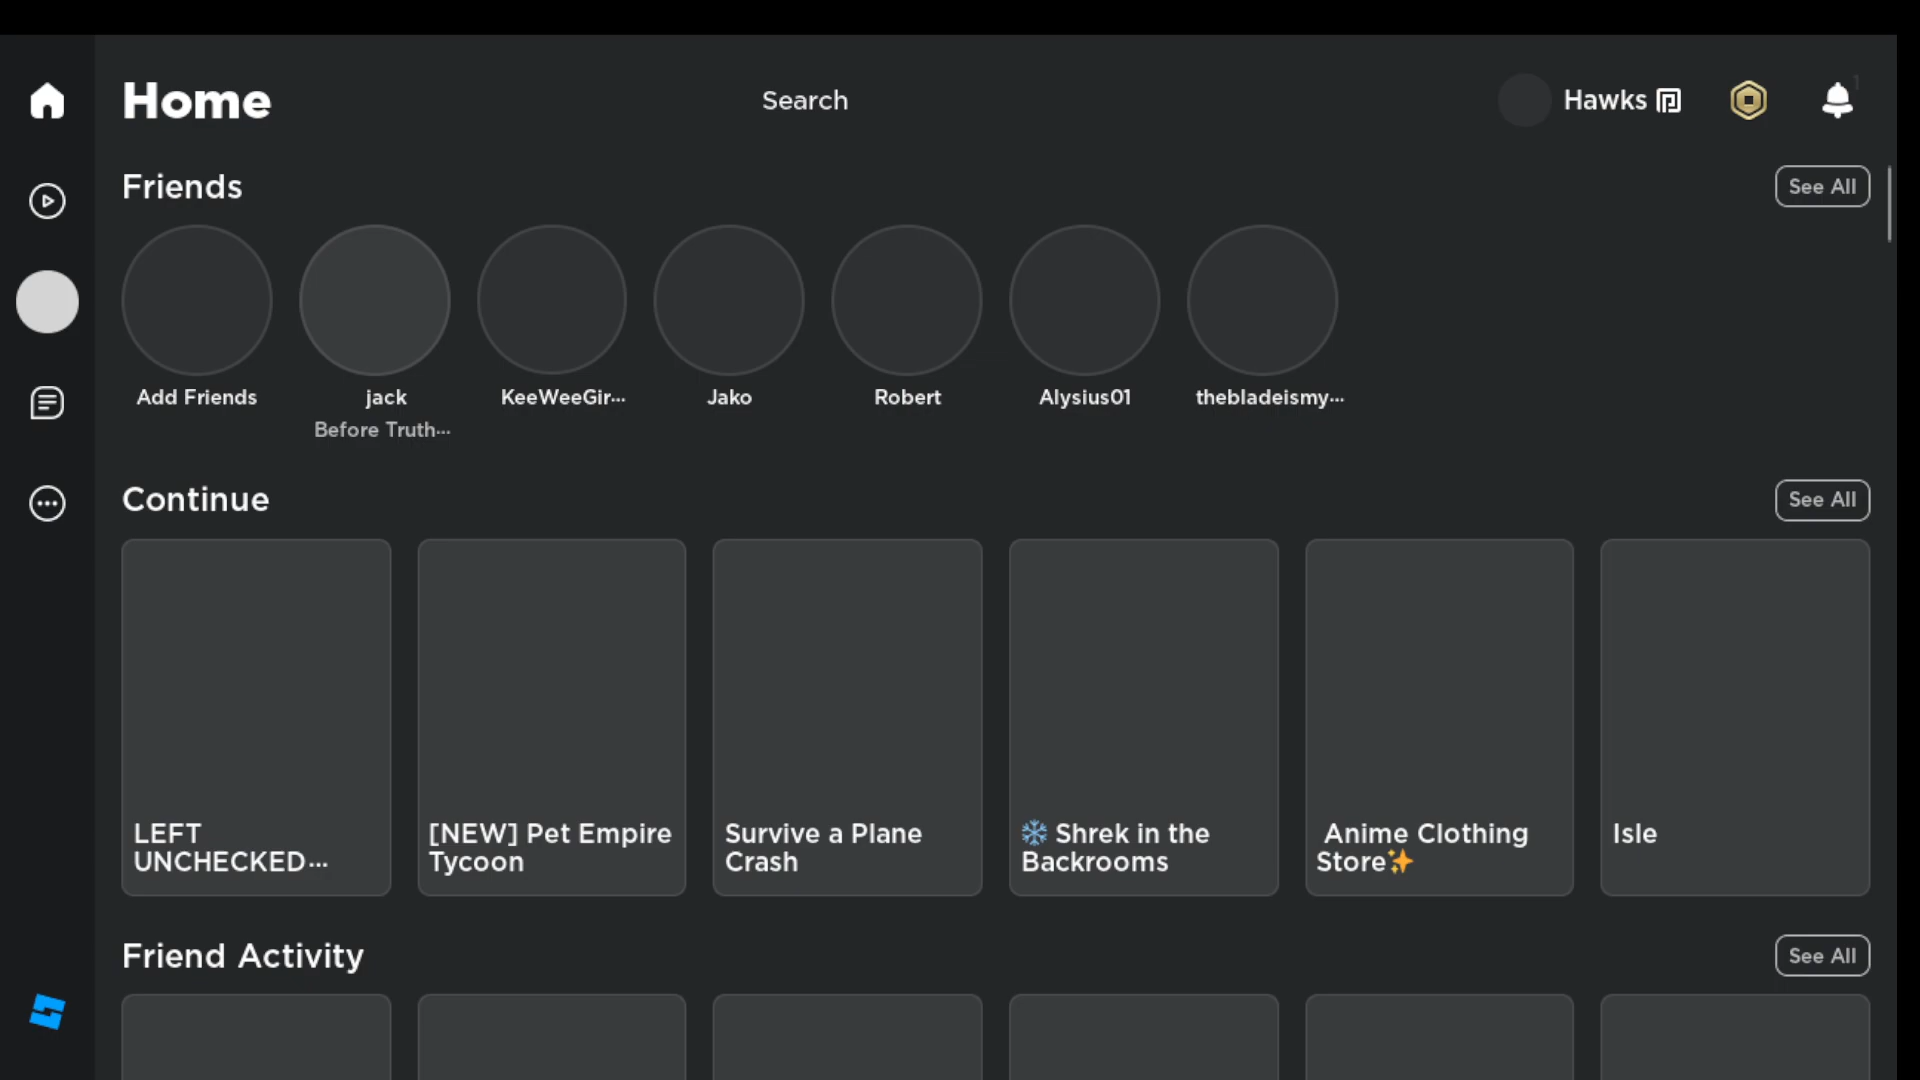 Home
Search
Hawks
1
Friends
See All
Add Friends
jack
KeeWeeGir...
Jako
Robert
Alysius01
thebladeismy...
Before Truth...
Continue
See All
LEFT
UNCHECKED...
[NEW] Pet Empire
Tycoon
Survive a Plane
Crash
❄️ Shrek in the
Backrooms
Anime Clothing
Store✨
Isle
Friend Activity
See All